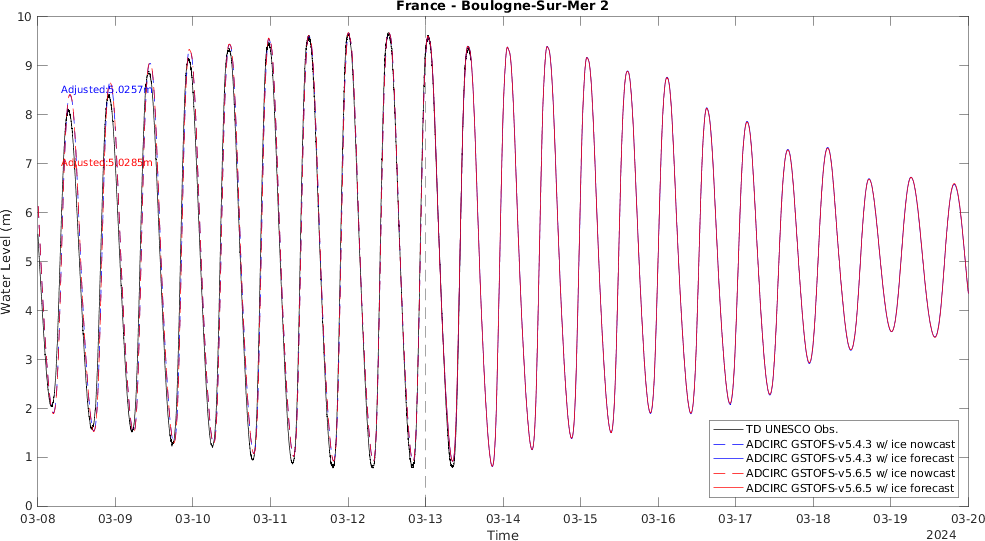 France - Boulogne-Sur-Mer 2
10
9
8
7
6
5
4
3
2
1
0
Water Level (m)
Adjusted:5.0257m
Adjusted:5.0285m
TD UNESCO Obs.
ADCIRC GSTOFS-v5.4.3 w/ ice nowcast
ADCIRC GSTOFS-v5.4.3 w/ ice forecast
ADCIRC GSTOFS-v5.6.5 w/ ice nowcast
ADCIRC GSTOFS-v5.6.5 w/ ice forecast
03-08 03-09 03-10 03-11 03-12 03-13 03-14 03-15 03-16 03-17 03-18 03-19 03-20
Time
2024